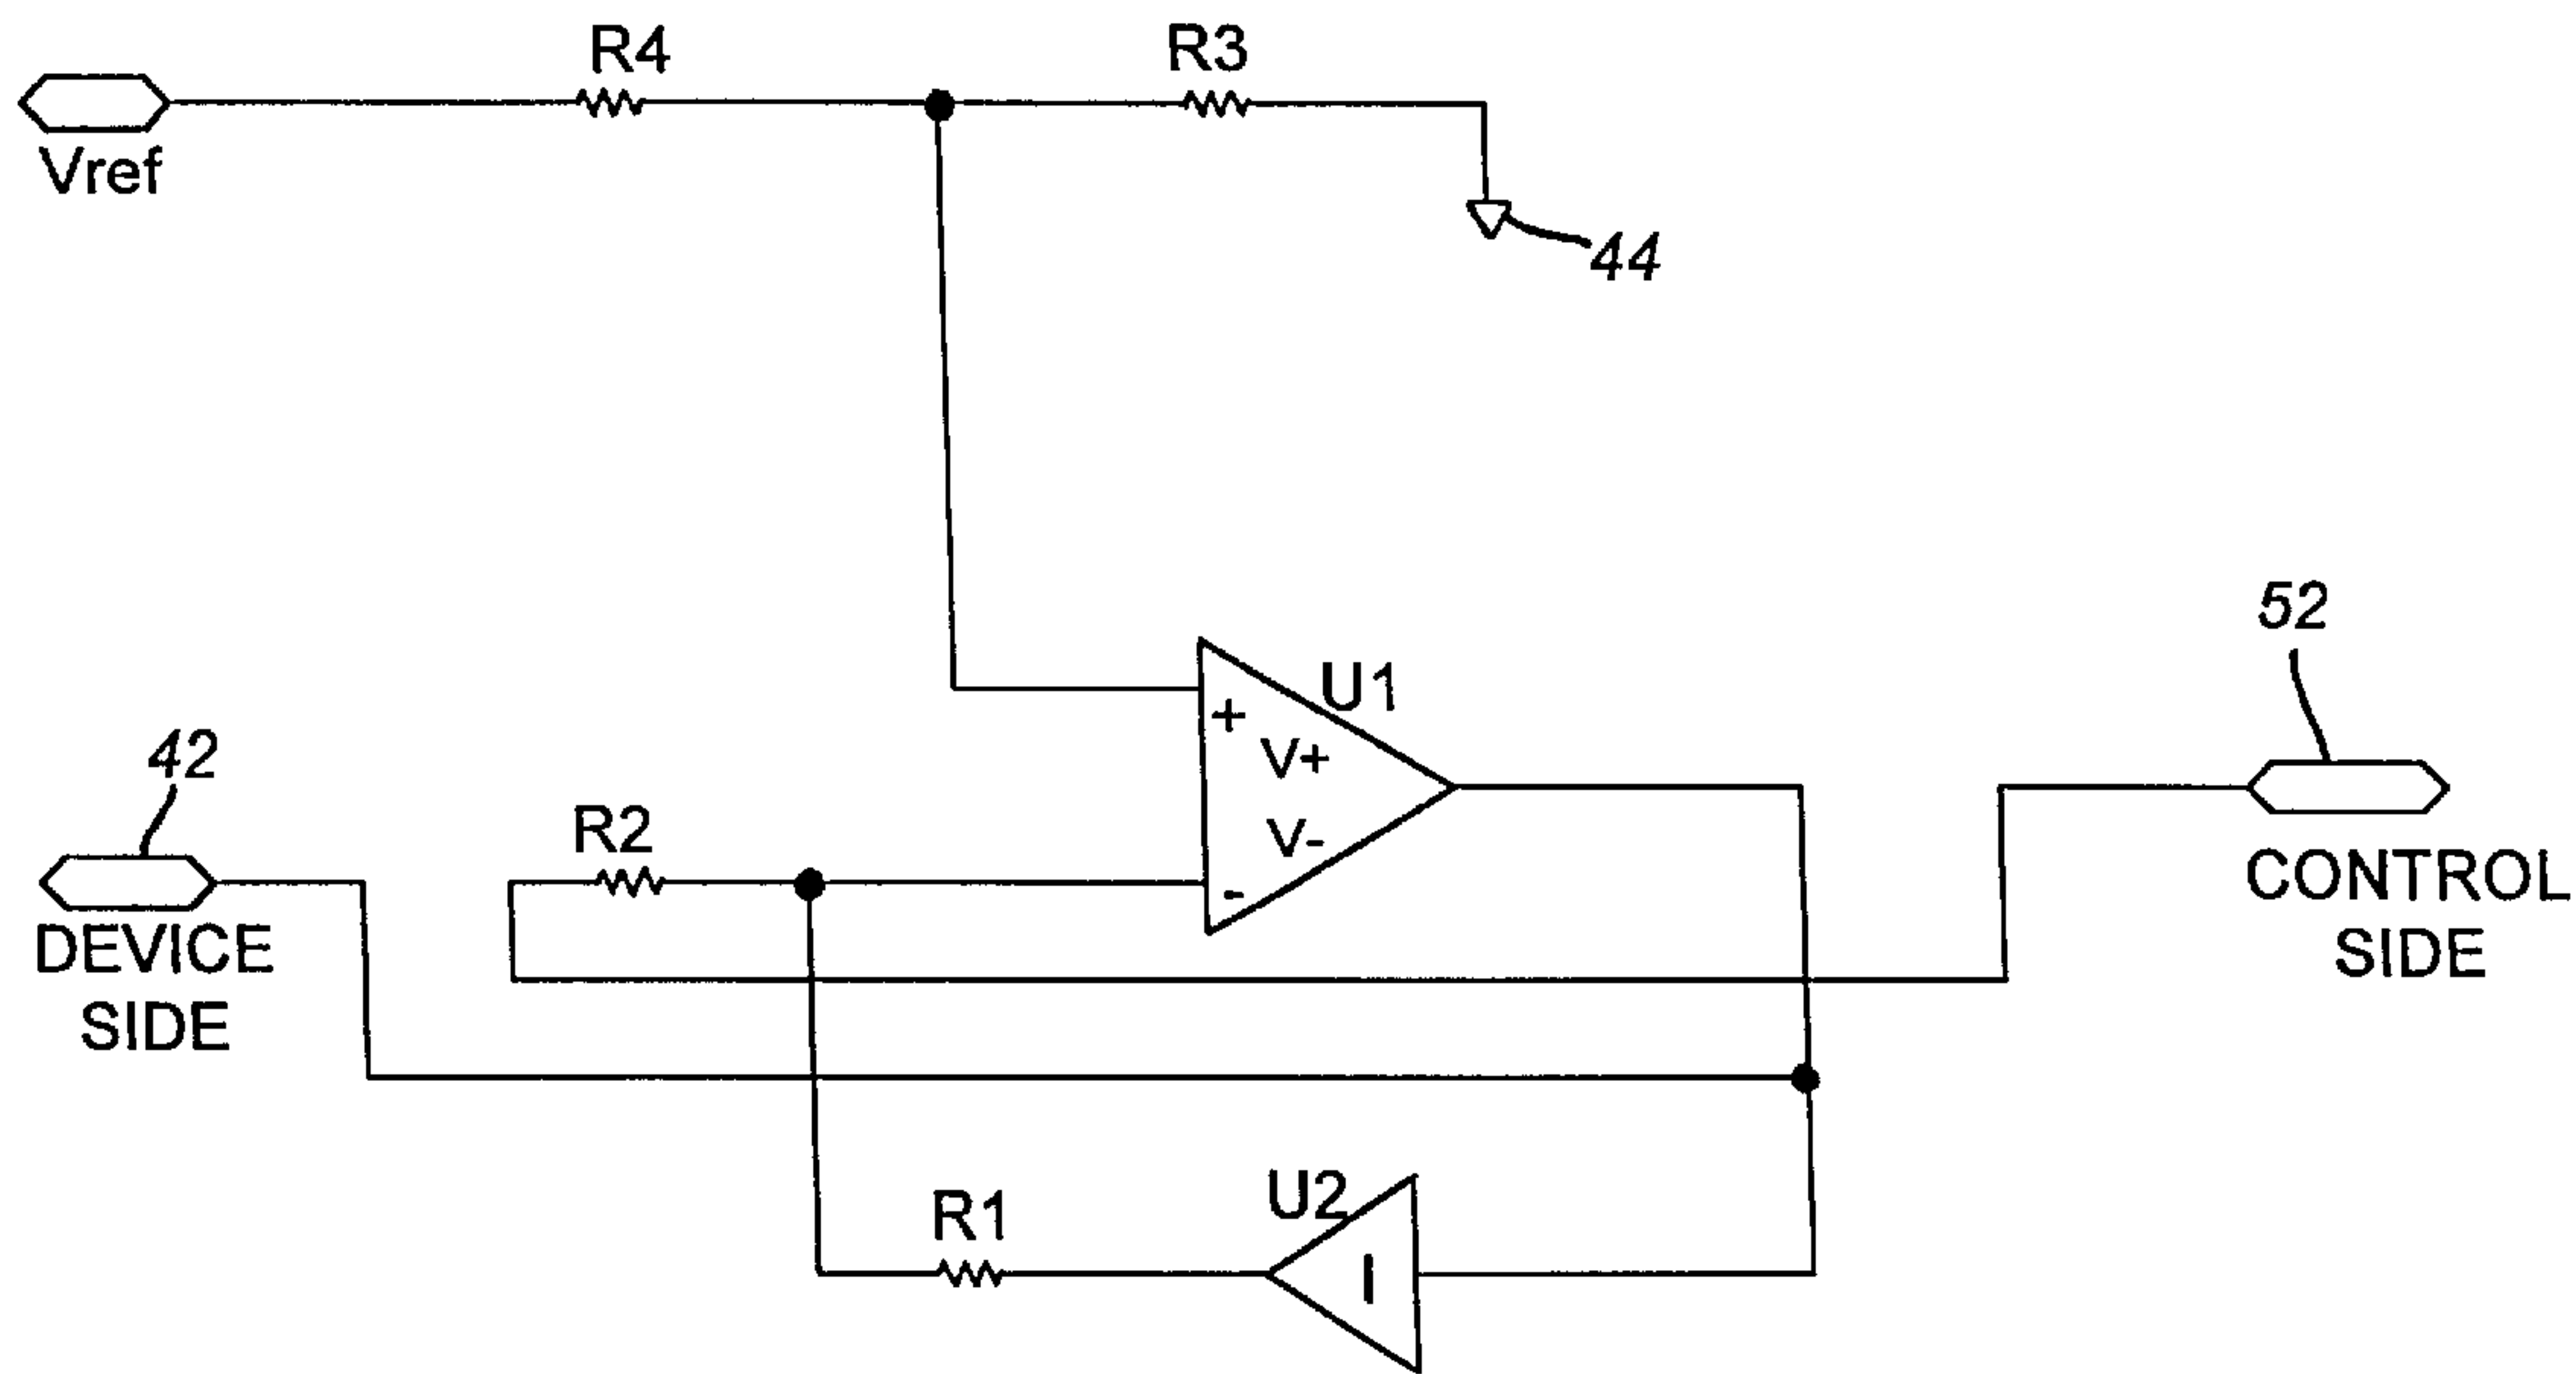 R4
R3
Vref
44
52
U1
+
V+
42
R2
V-
-
CONTROL
SIDE
DEVICE
SIDE
U2
R1
I